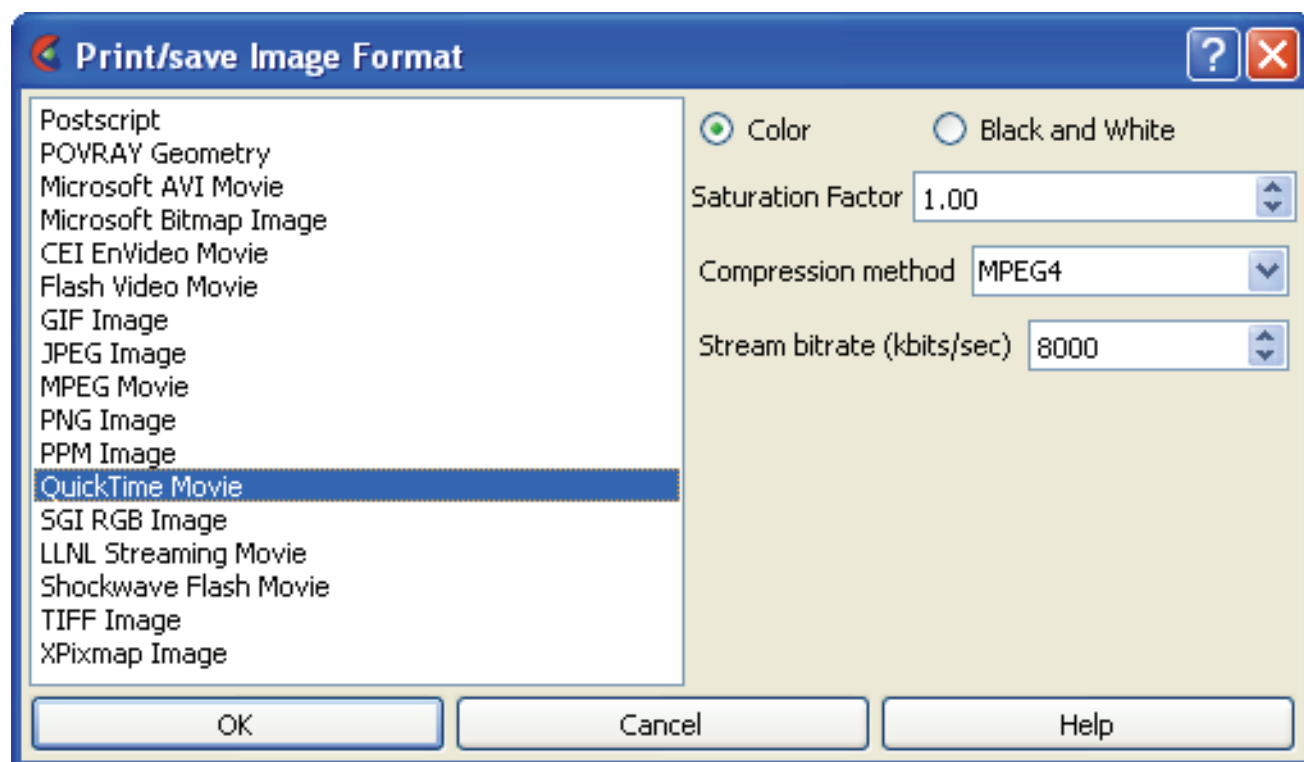 Print/save Image Format
?
Postscript
POVRAY Geometry
Microsoft AVI Movie
Microsoft Bitmap Image
CEI EnVideo Movie
Flash Video Movie
GIF Image
JPEG Image
MPEG Movie
PNG Image
PPM Image
QuickTime Movie
SGI RGB Image
LLNL Streaming Movie
Shockwave Flash Movie
TIFF Image
XPixmap Image
Color Black and White
Saturation Factor 1.00
Compression method MPEG4
Stream bitrate (kbits/sec) 8000
OK Cancel Help